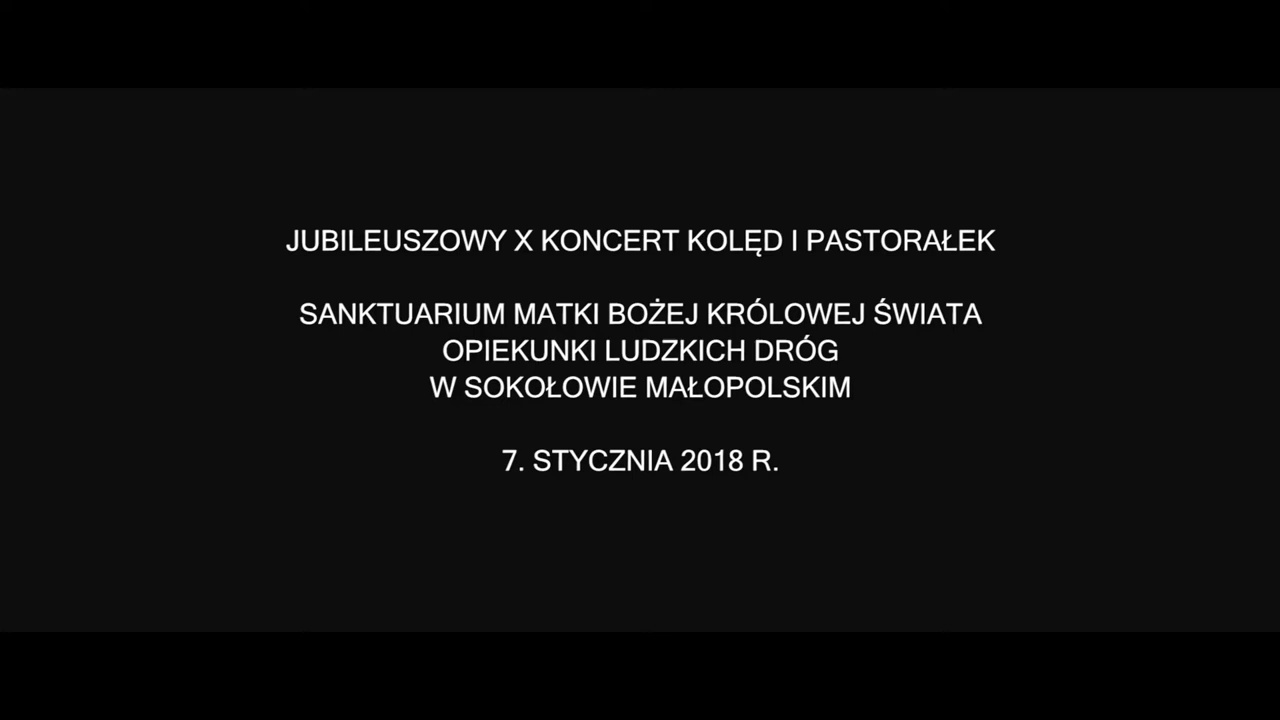 JUBILEUSZOWY X KONCERT KOLĘD I PASTORAŁEK
SANKTUARIUM MATKI BOŻEJ KRÓLOWEJ ŚWIATA
OPIEKUNKI LUDZKICH DRÓG
W SOKOŁOWIE MAŁOPOLSKIM
7. STYCZNIA 2018 R.